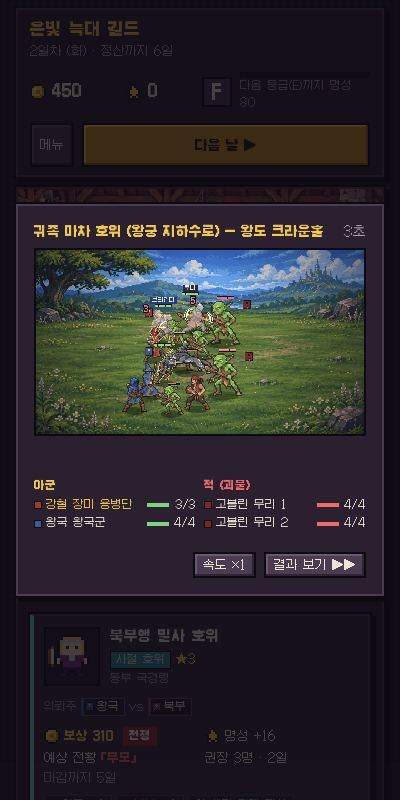 은빛 늑대 길드
2일차 (화) · 정산까지 6일
450
0
F
다음 등급(E)까지 명성
80
메뉴
다음 날 ▶
귀족 마차 호위 (왕궁 지하수로) — 왕도 크라운홀
3초
아군
적 (괴물)
강철 장미 용병단 3/3
고블린 무리 1 4/4
왕국 왕국군 4/4
고블린 무리 2 4/4
속도 ×1
결과 보기 ▶▶
북부맹 밀사 호위
사절 호위 ★3
동부 국경령
의뢰주 왕국 vs 북부
보상 310 전쟁
명성 +16
예상 전황 「무모」
권장 3명 · 2일
마감까지 5일